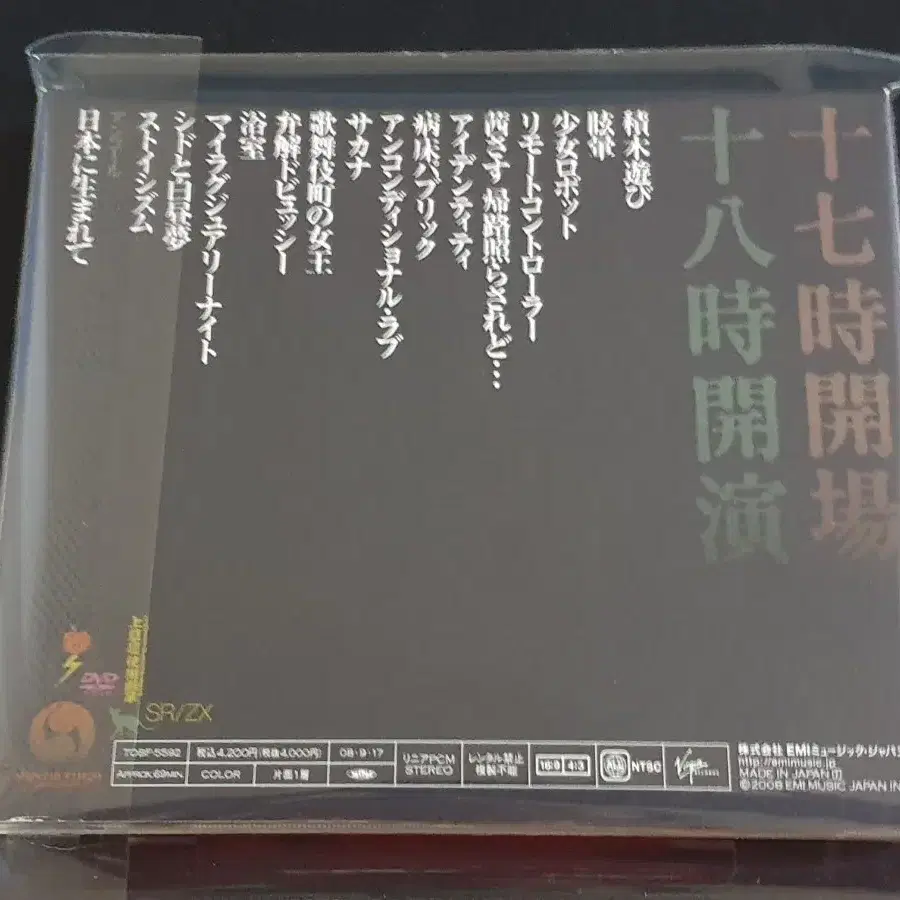 十七時開場
十八時開演
積木遊び
眩暈
少女ロボット
リモートコントローラー
茜さす 帰路照らされど…
アイデンティティ
病床パブリック
アンコンディショナル・ラブ
サカナ
歌舞伎町の女王
弁解ドビュッシー
浴室
マイラグジュアリーナイト
シドと白昼夢
ストイシズム
アンコール
日本に生まれて
DVD
SR/ZX
TOBF-5592
税込4,200円(税抜4,000円)
08・9・17
リニアPCM
STEREO
レンタル禁止
複製不能
16:9 4:3
ALL
NTSC
Virgin
APPROX.69MIN.
COLOR
片面1層
株式会社 EMIミュージック・ジャパン
http://emimusic.jp
MADE IN JAPAN
©2008 EMI MUSIC JAPAN IN